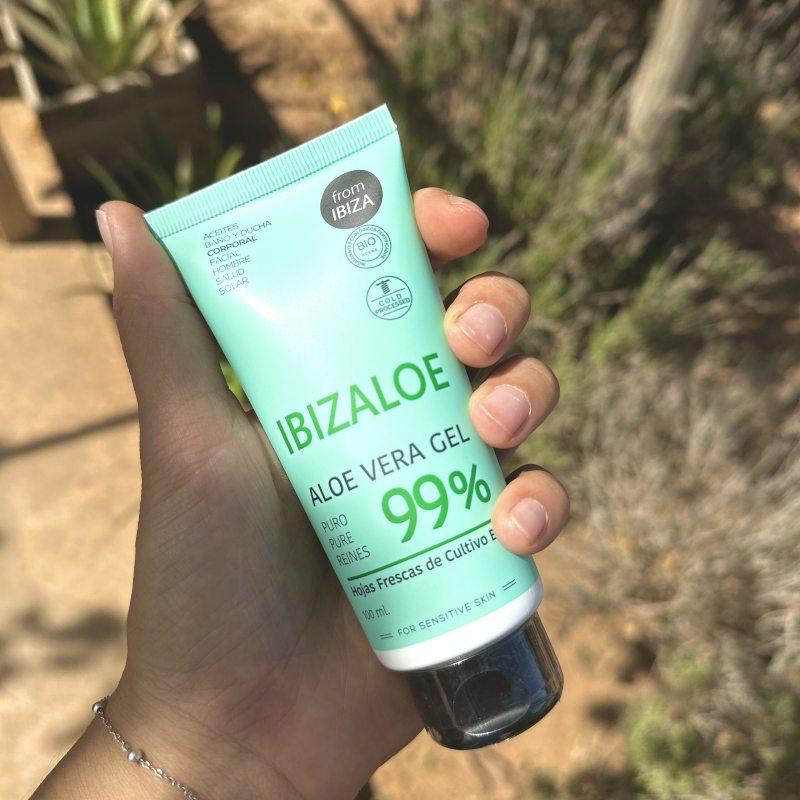 from
IBIZA
ACEITES
BAÑO Y DUCHA
CORPORAL
FACIAL
HOMBRE
SALUD
SOLAR
BIO
COLD
PROCESSED
IBIZALOE
ALOE VERA GEL
PURO
PURE
REINES
99%
Hojas Frescas de Cultivo E
100 mL
FOR SENSITIVE SKIN